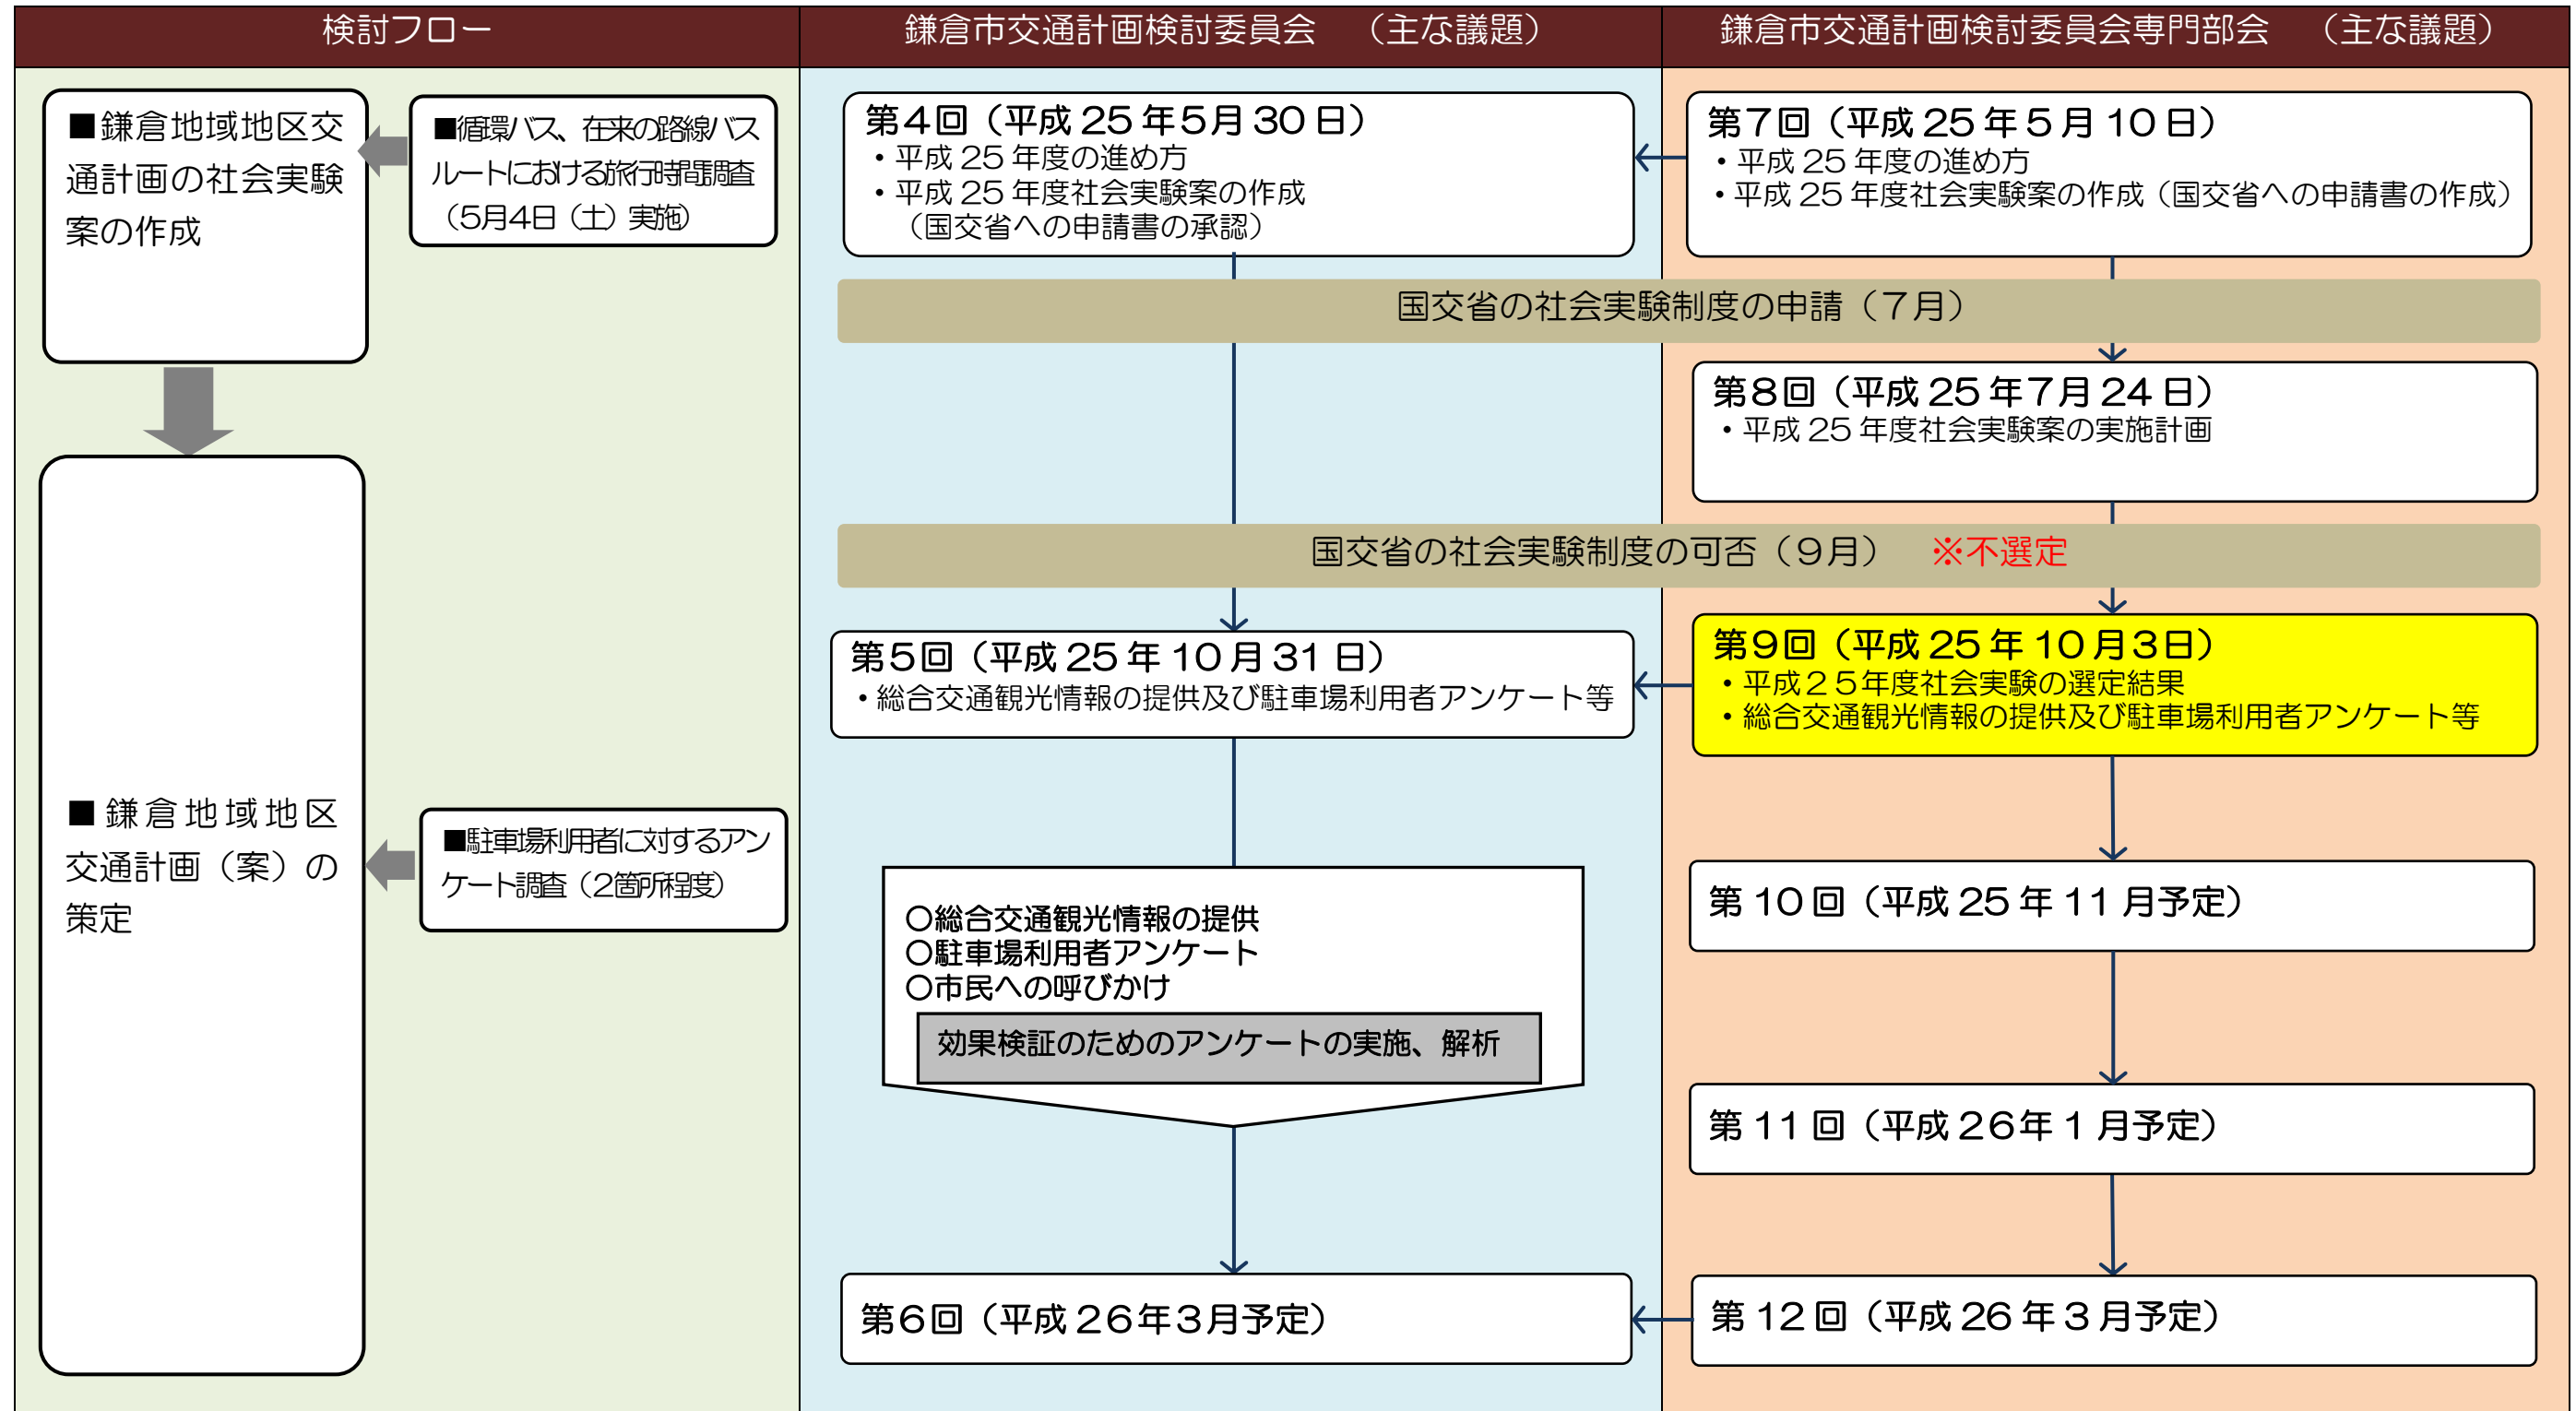 検討フロー
鎌倉市交通計画検討委員会　（主な議題）
鎌倉市交通計画検討委員会専門部会　（主な議題）
■鎌倉地域地区交
通計画の社会実験
案の作成
■循環バス、在来の路線バス
ルートにおける旅行時間調査
（5月4日（土）実施）
■鎌倉地域地区
交通計画（案）の
策定
■駐車場利用者に対するアン
ケート調査（2箇所程度）
第4回（平成 25 年5月 30 日）
・平成 25 年度の進め方
・平成 25 年度社会実験案の作成
（国交省への申請書の承認）
第7回（平成 25 年 5 月 10 日）
・平成 25 年度の進め方
・平成 25 年度社会実験案の作成（国交省への申請書の作成）
国交省の社会実験制度の申請（7月）
第8回（平成 25 年7月 24 日）
・平成 25 年度社会実験案の実施計画
国交省の社会実験制度の可否（9月）　※不選定
第5回（平成 25 年 10 月 31 日）
・総合交通観光情報の提供及び駐車場利用者アンケート等
第9回（平成 25 年 10 月3日）
・平成２５年度社会実験の選定結果
・総合交通観光情報の提供及び駐車場利用者アンケート等
○総合交通観光情報の提供
○駐車場利用者アンケート
○市民への呼びかけ
効果検証のためのアンケートの実施、解析
第 10 回（平成 25 年 11 月予定）
第 11 回（平成 26年 1 月予定）
第6回（平成 26年3月予定）
第 12 回（平成 26 年 3 月予定）